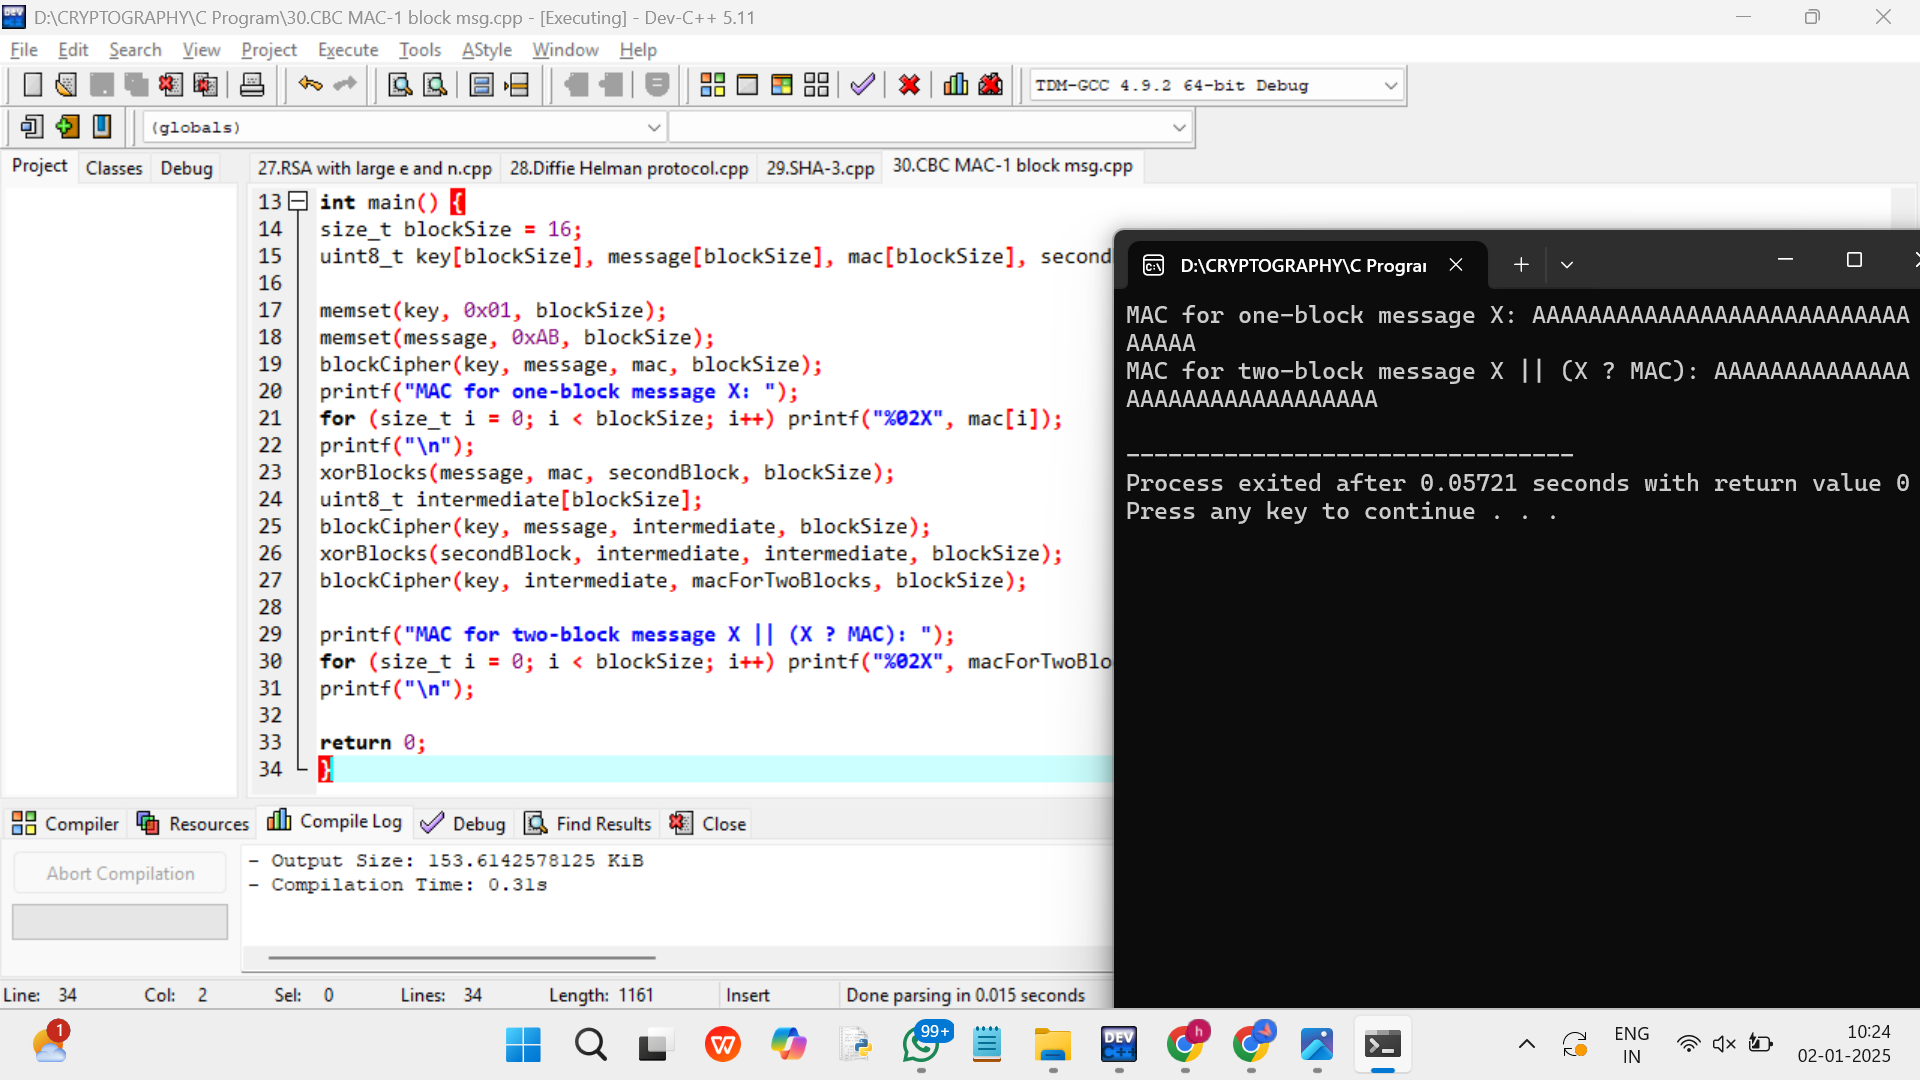 D:\CRYPTOGRAPHY\C Program\30.CBC MAC-1 block msg.cpp - [Executing] - Dev-C++ 5.11
File Edit Search View Project Execute Tools AStyle Window Help
TDM-GCC 4.9.2 64-bit Debug
(globals)
Project Classes Debug
27.RSA with large e and n.cpp 28.Diffie Helman protocol.cpp 29.SHA-3.cpp 30.CBC MAC-1 block msg.cpp
13 int main() {
14 size_t blockSize = 16;
15 uint8_t key[blockSize], message[blockSize], mac[blockSize], second
16
17 memset(key, 0x01, blockSize);
18 memset(message, 0xAB, blockSize);
19 blockCipher(key, message, mac, blockSize);
20 printf("MAC for one-block message X: ");
21 for (size_t i = 0; i < blockSize; i++) printf("%02X", mac[i]);
22 printf("\n");
23 xorBlocks(message, mac, secondBlock, blockSize);
24 uint8_t intermediate[blockSize];
25 blockCipher(key, message, intermediate, blockSize);
26 xorBlocks(secondBlock, intermediate, intermediate, blockSize);
27 blockCipher(key, intermediate, macForTwoBlocks, blockSize);
28
29 printf("MAC for two-block message X || (X ? MAC): ");
30 for (size_t i = 0; i < blockSize; i++) printf("%02X", macForTwoBlo
31 printf("\n");
32
33 return 0;
34 }
D:\CRYPTOGRAPHY\C Progra
MAC for one-block message X: AAAAAAAAAAAAAAAAAAAAAAAAAAA
AAAAA
MAC for two-block message X || (X ? MAC): AAAAAAAAAAAAAA
AAAAAAAAAAAAAAAAAA
--------------------------------
Process exited after 0.05721 seconds with return value 0
Press any key to continue . . .
Compiler Resources Compile Log Debug Find Results Close
Abort Compilation
- Output Size: 153.6142578125 KiB
- Compilation Time: 0.31s
Line: 34 Col: 2 Sel: 0 Lines: 34 Length: 1161 Insert Done parsing in 0.015 seconds
1
99+
DEV
C++
h
ENG
IN
10:24
02-01-2025